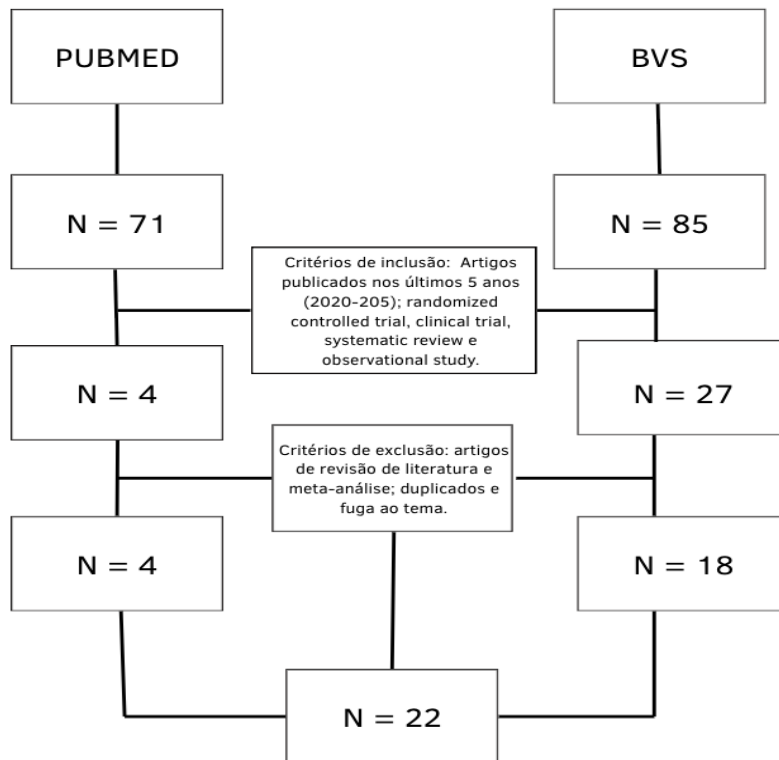 PUBMED
BVS
N = 71
N = 85
Critérios de inclusão: Artigos
publicados nos últimos 5 anos
(2020-205); randomized
controlled trial, clinical trial,
systematic review e
observational study.
N = 4
N = 27
Critérios de exclusão: artigos
de revisão de literatura e
meta-análise; duplicados e
fuga ao tema.
N = 4
N = 18
N = 22